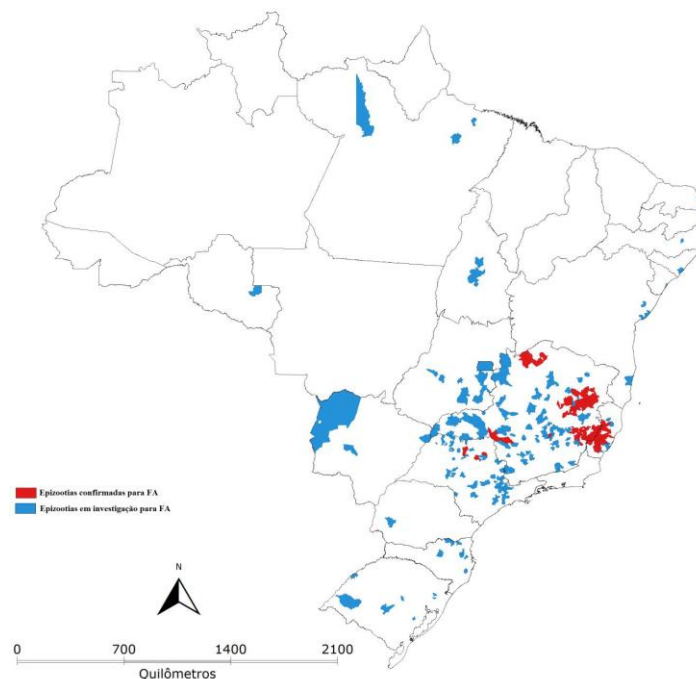 Epizootias confirmadas para FA
Epizootias em investigação para FA
N
0 700 1400 2100
Quilômetros